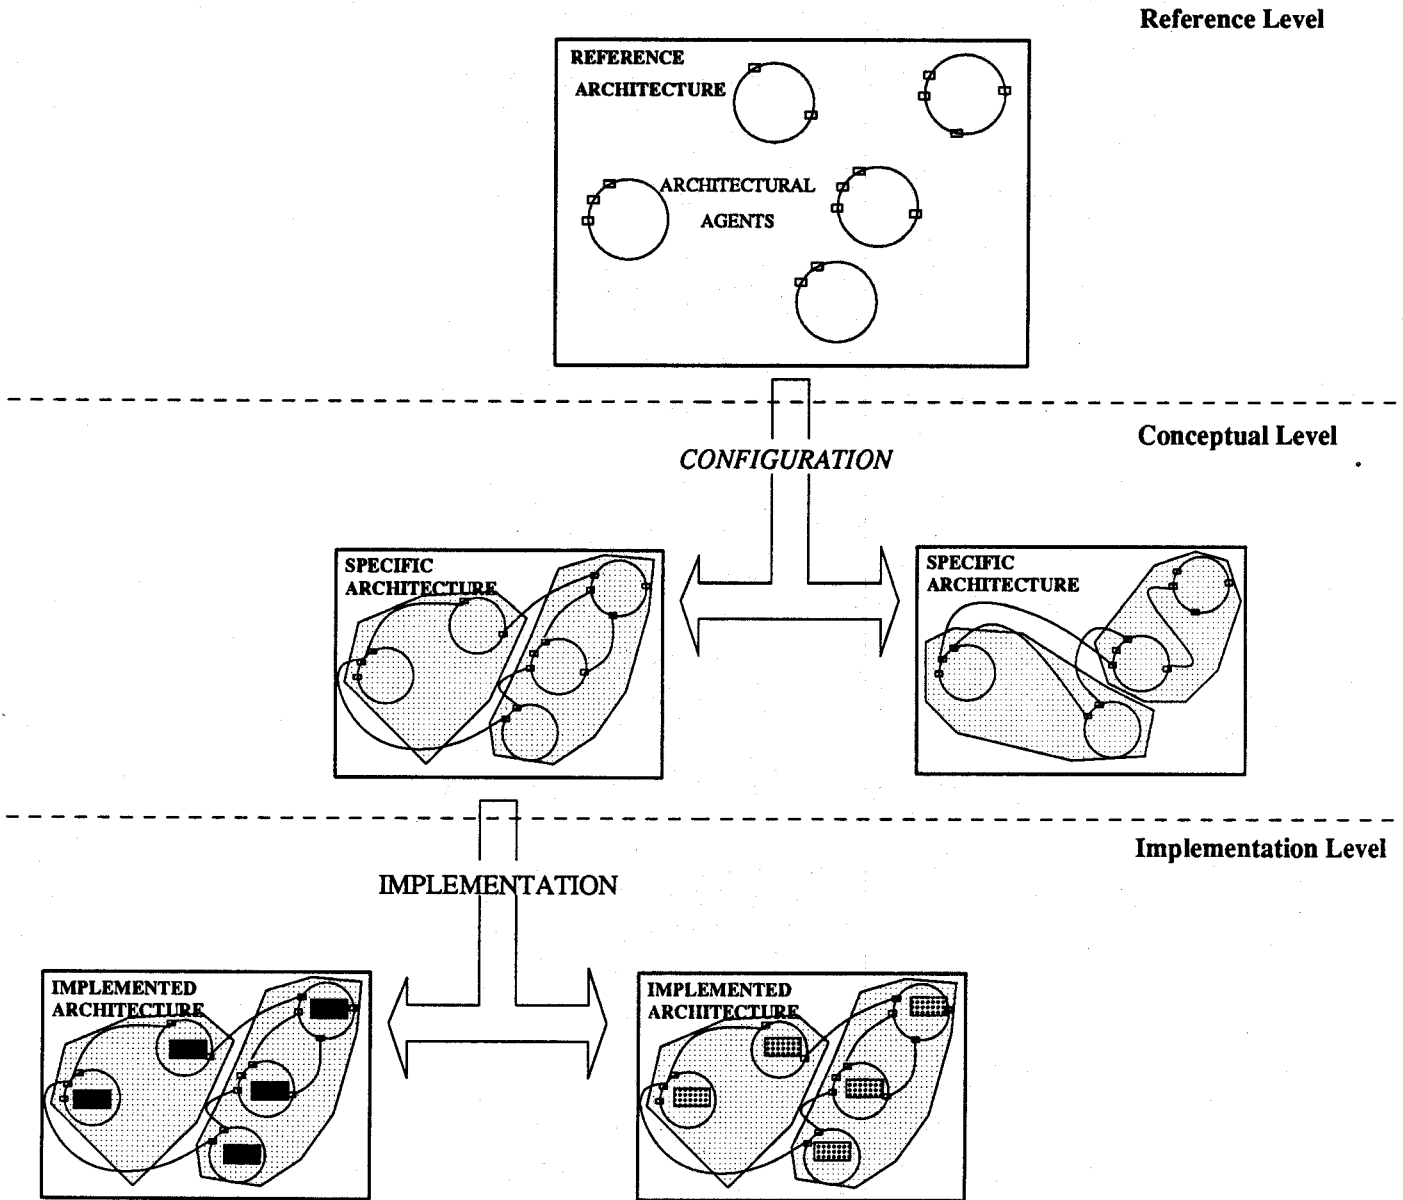 Reference Level
REFERENCE
ARCHITECTURE
ARCHITECTURAL
AGENTS
Conceptual Level
CONFIGURATION
SPECIFIC
ARCHITECTURE
SPECIFIC
ARCHITECTURE
Implementation Level
IMPLEMENTATION
IMPLEMENTED
ARCHITECTURE
IMPLEMENTED
ARCHITECTURE